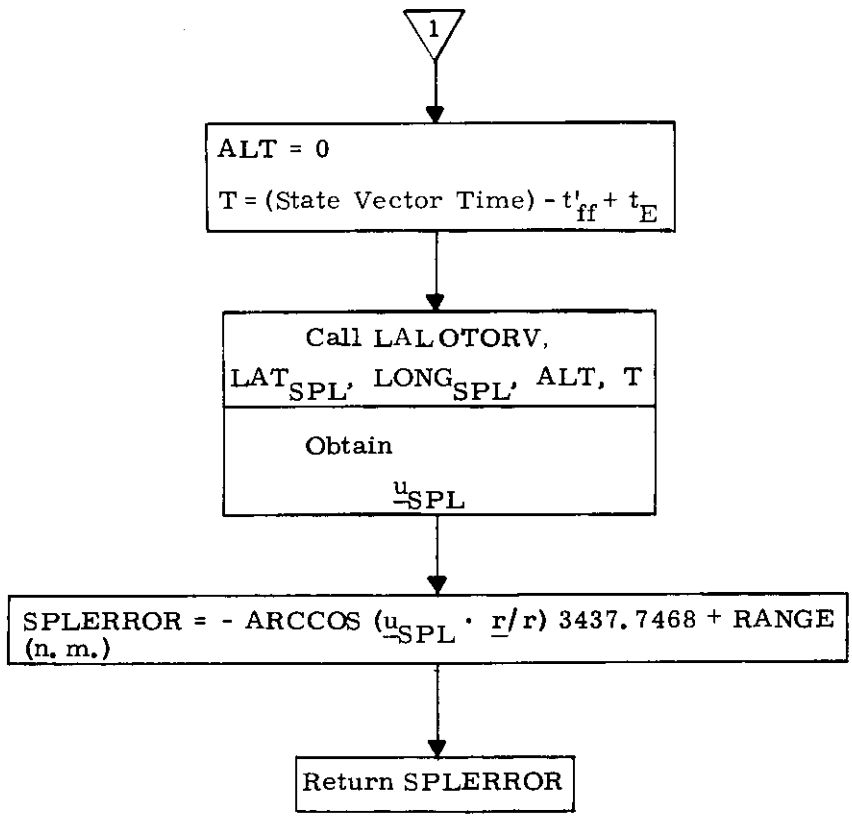 1
ALT = 0
T = (State Vector Time) - t'ff + tE
Call LALOTORV,
LATSPL, LONGSPL, ALT, T
Obtain
uSPL
SPLERROR = - ARCCOS (uSPL · r/r) 3437.7468 + RANGE
(n. m.)
Return SPLERROR